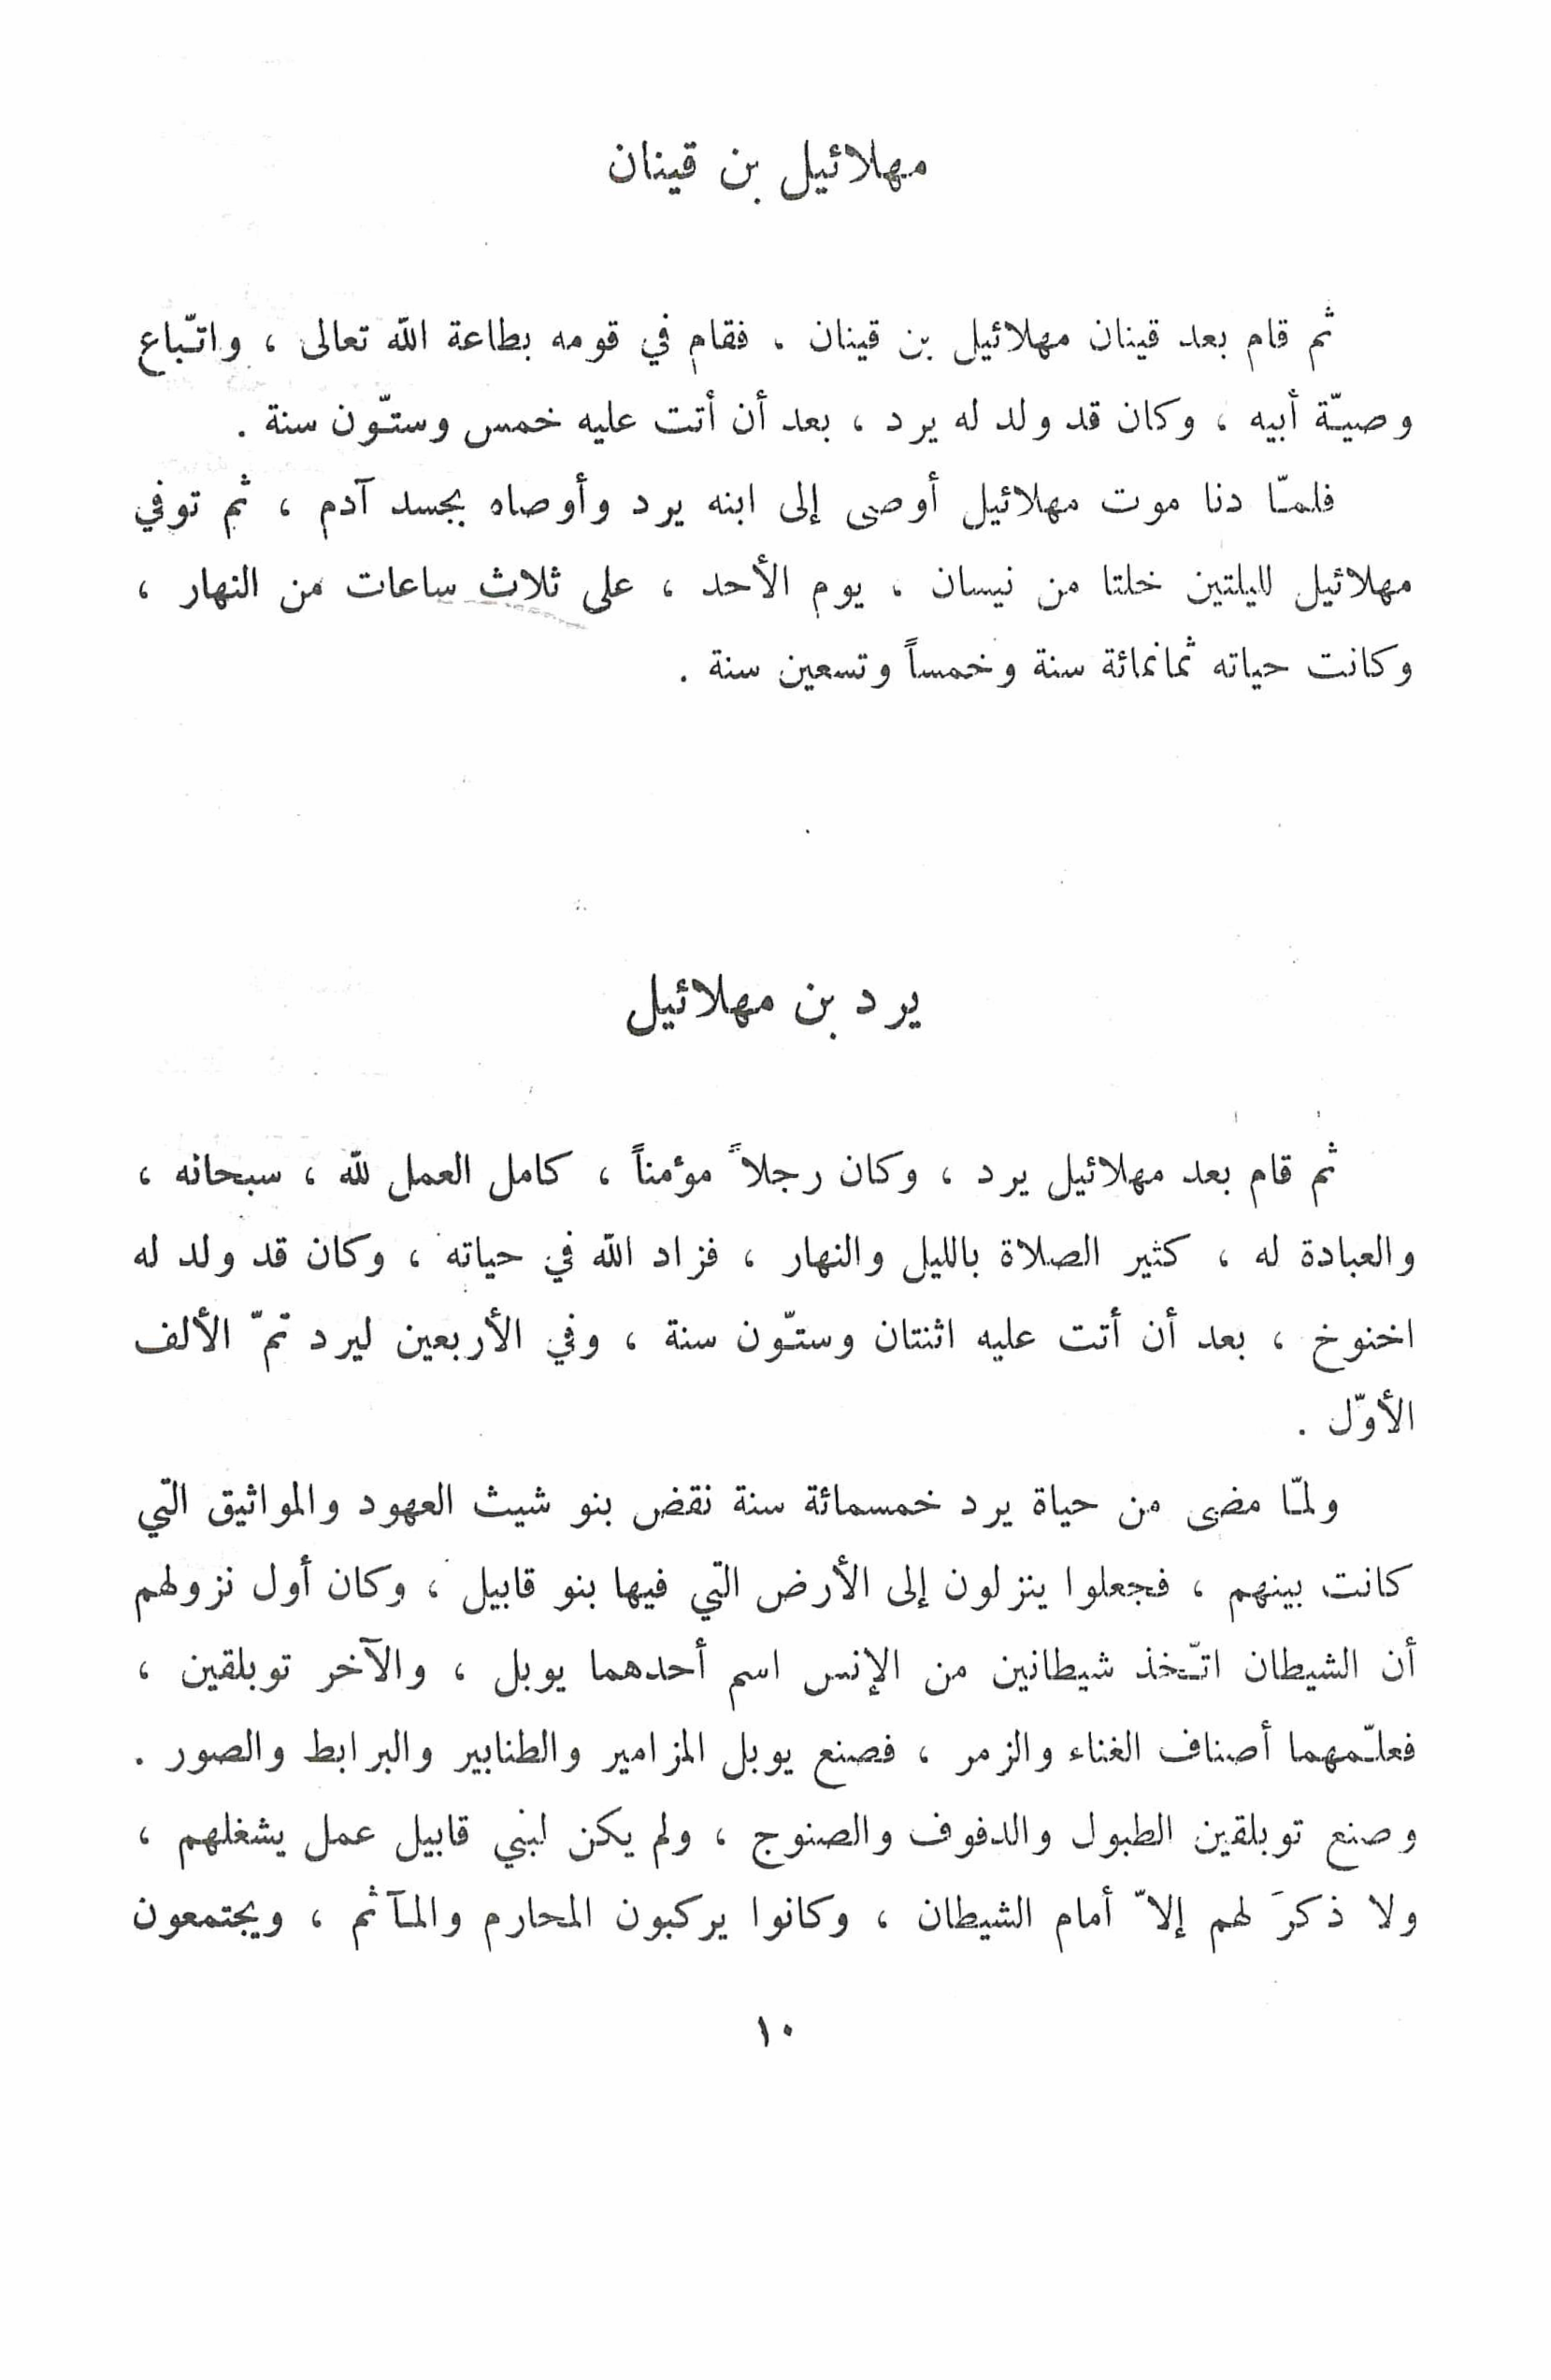 مهلائيل بن قينان
ثم قام بعد قينان مهلائيل بن قينان ، فقام في قومه بطاعة الله تعالى ، واتّباع
وصيّة أبيه ، وكان قد ولد له يرد ، بعد أن أتت عليه خمس وستّون سنة .
فلمّا دنا موت مهلائيل أوصى إلى ابنه يرد وأوصاه بجسد آدم ، ثم توفي
مهلائيل لليلتين خلتا من نيسان ، يوم الأحد ، على ثلاث ساعات من النهار ،
وكانت حياته ثمانمائة سنة وخمساً وتسعين سنة .
يرد بن مهلائيل
ثم قام بعد مهلائيل يرد ، وكان رجلاً مؤمناً ، كامل العمل لله ، سبحانه ،
والعبادة له ، كثير الصلاة بالليل والنهار ، فزاد الله في حياته ، وكان قد ولد له
اخنوخ ، بعد أن أتت عليه اثنتان وستّون سنة ، وفي الأربعين ليرد تمّ الألف
الأوّل .
ولمّا مضى من حياة يرد خمسمائة سنة نقض بنو شيث العهود والمواثيق التي
كانت بينهم ، فجعلوا ينزلون إلى الأرض التي فيها بنو قابيل ، وكان أول نزولهم
أن الشيطان اتّخذ شيطانين من الإنس اسم أحدهما يوبل ، والآخر توبلقين ،
فعلّمهما أصناف الغناء والزمر ، فصنع يوبل المزامير والطنابير والبرابط والصور .
وصنع توبلقين الطبول والدفوف والصنوج ، ولم يكن لبني قابيل عمل يشغلهم ،
ولا ذكرَ لهم إلاّ أمام الشيطان ، وكانوا يركبون المحارم والمآثم ، ويجتمعون
١٠